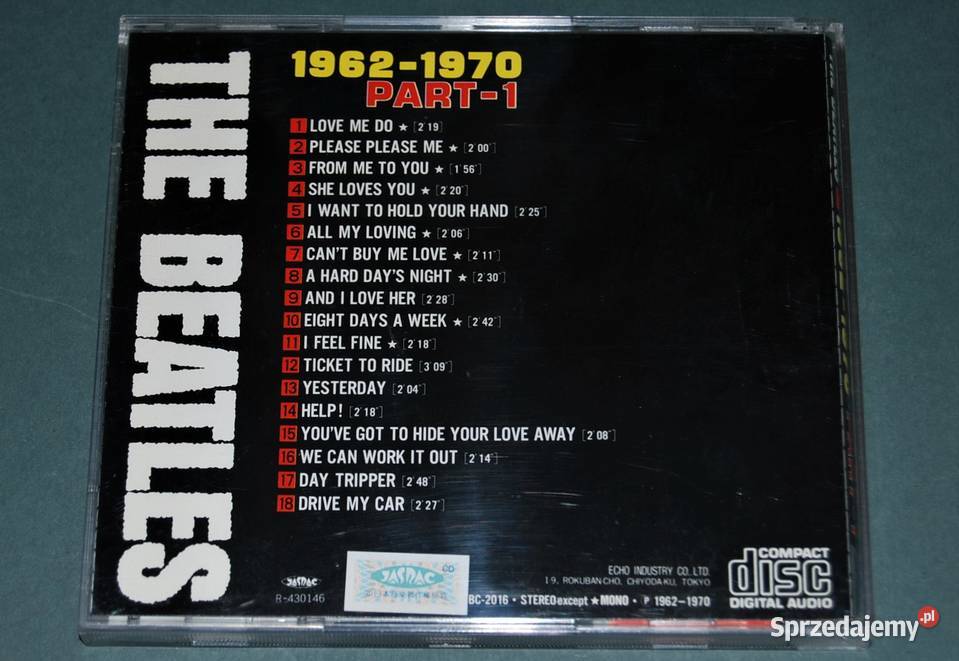 THE BEATLES
1962-1970
PART-1
1 LOVE ME DO ★ [2'19]
2 PLEASE PLEASE ME ★ [2'00"]
3 FROM ME TO YOU ★ [1'56"]
4 SHE LOVES YOU ★ [2'20"]
5 I WANT TO HOLD YOUR HAND [2'25"]
6 ALL MY LOVING ★ [2'06"]
7 CAN'T BUY ME LOVE ★ [2'11"]
8 A HARD DAY'S NIGHT ★ [2'30"]
9 AND I LOVE HER [2'28"]
10 EIGHT DAYS A WEEK ★ [2'42"]
11 I FEEL FINE ★ [2'18"]
12 TICKET TO RIDE [3'09"]
13 YESTERDAY [2'04"]
14 HELP! [2'18"]
15 YOU'VE GOT TO HIDE YOUR LOVE AWAY [2'08"]
16 WE CAN WORK IT OUT [2'14"]
17 DAY TRIPPER [2'48"]
18 DRIVE MY CAR [2'27"]
JASRAC
R-430146
JASRAC
CD
ECHO INDUSTRY CO. LTD.
19, ROKUBANCHO, CHIYODA-KU, TOKYO
BC-2016 • STEREO except ★MONO • ℗ 1962-1970
COMPACT
disc
DIGITAL AUDIO
Sprzedajemy.pl